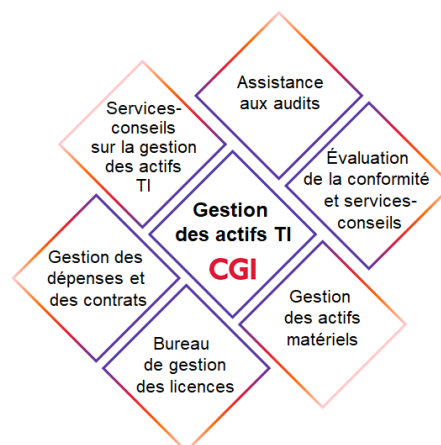 Assistance
aux audits
Services-
conseils
sur la gestion
des actifs
TI
Évaluation
de la conformité
et services-
conseils
Gestion
des actifs TI
CGI
Gestion des
dépenses et
des contrats
Gestion
des actifs
matériels
Bureau
de gestion
des licences